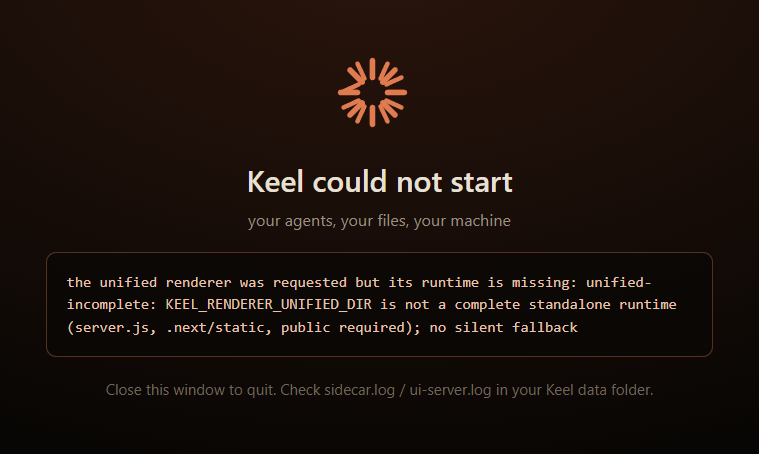 Keel could not start
your agents, your files, your machine
the unified renderer was requested but its runtime is missing: unified-
incomplete: KEEL_RENDERER_UNIFIED_DIR is not a complete standalone runtime
(server.js, .next/static, public required); no silent fallback
Close this window to quit. Check sidecar.log / ui-server.log in your Keel data folder.